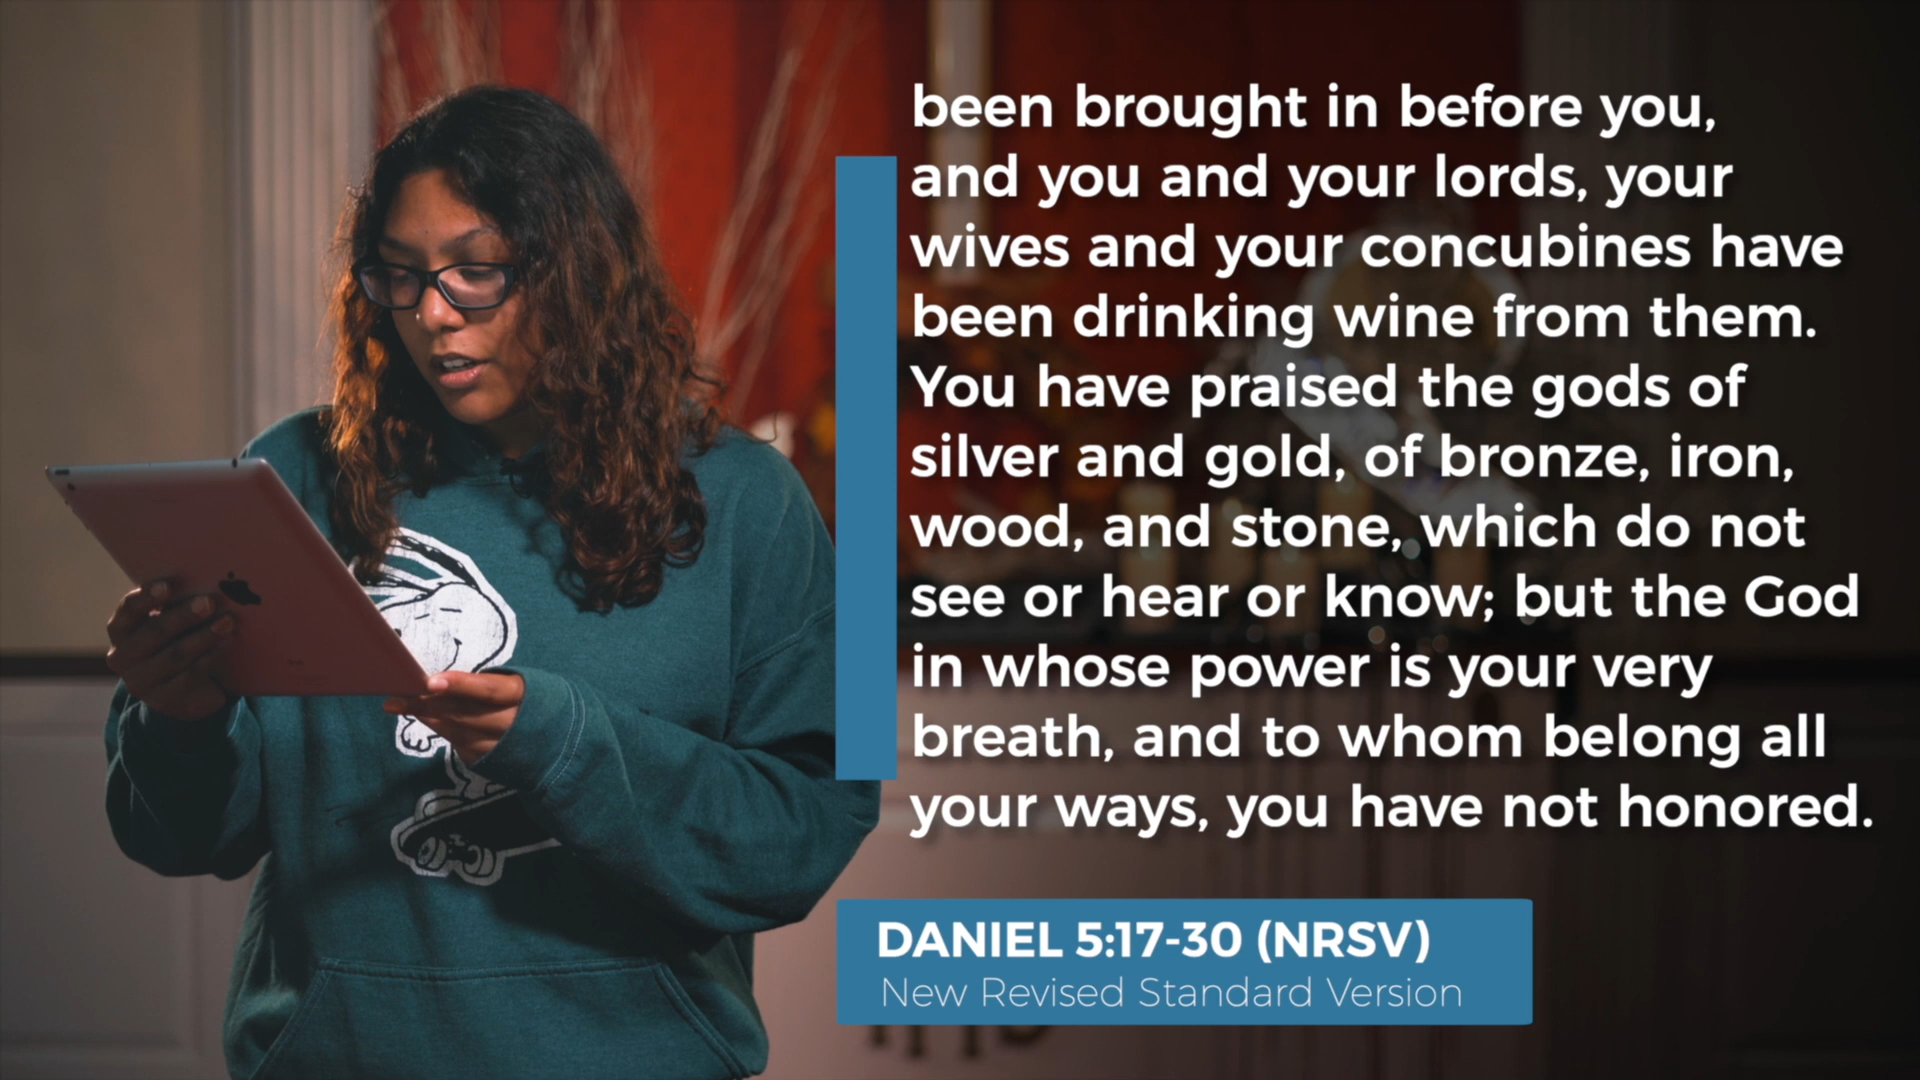 been brought in before you,
and you and your lords, your
wives and your concubines have
been drinking wine from them.
You have praised the gods of
silver and gold, of bronze, iron,
wood, and stone, which do not
see or hear or know; but the God
in whose power is your very
breath, and to whom belong all
your ways, you have not honored.
DANIEL 5:17-30 (NRSV)
New Revised Standard Version